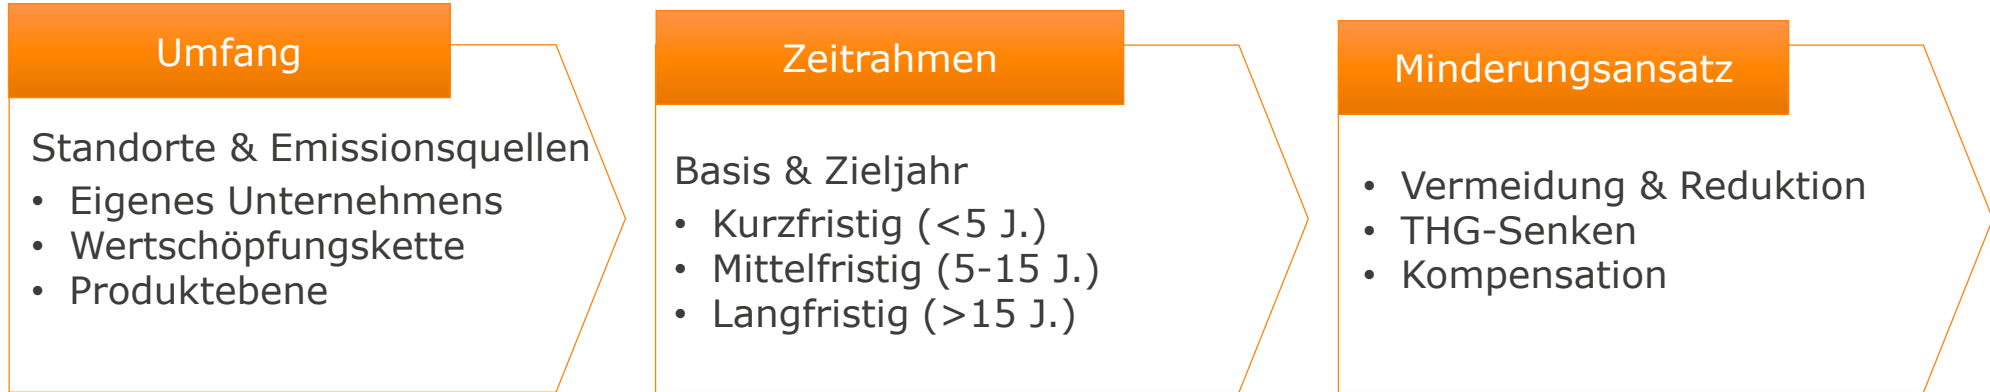 Umfang
Standorte & Emissionsquellen
• Eigenes Unternehmens
• Wertschöpfungskette
• Produktebene
Zeitrahmen
Basis & Zieljahr
• Kurzfristig (<5 J.)
• Mittelfristig (5-15 J.)
• Langfristig (>15 J.)
Minderungsansatz
• Vermeidung & Reduktion
• THG-Senken
• Kompensation